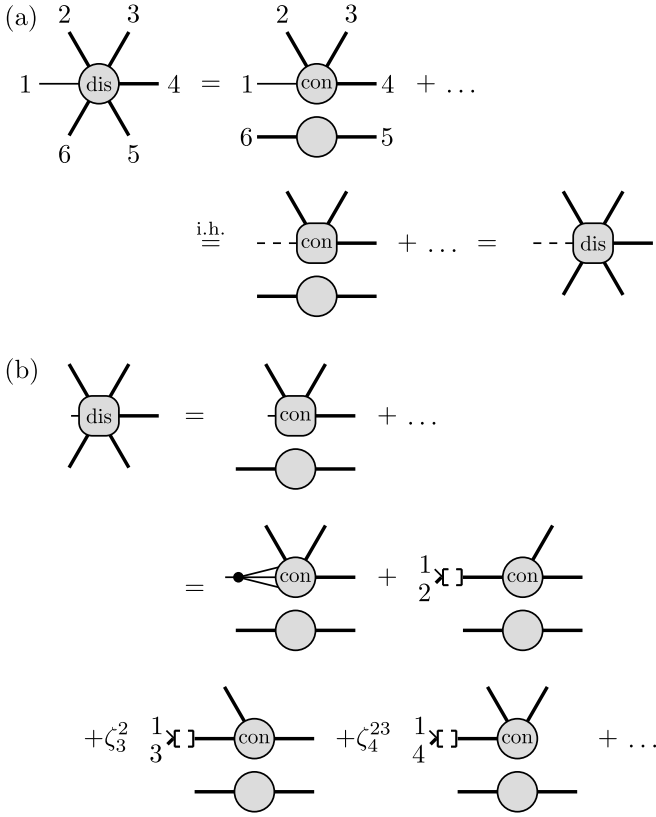 (a)
2 3 2 3
1 dis 4 = 1 con 4 + …
6 5 6 5
i.h.
= con + … = dis
(b)
dis = con + …
= con + 1 2 [ ] con
+ζ₃² 1 3 [ ] con +ζ₄²³ 1 4 [ ] con + …